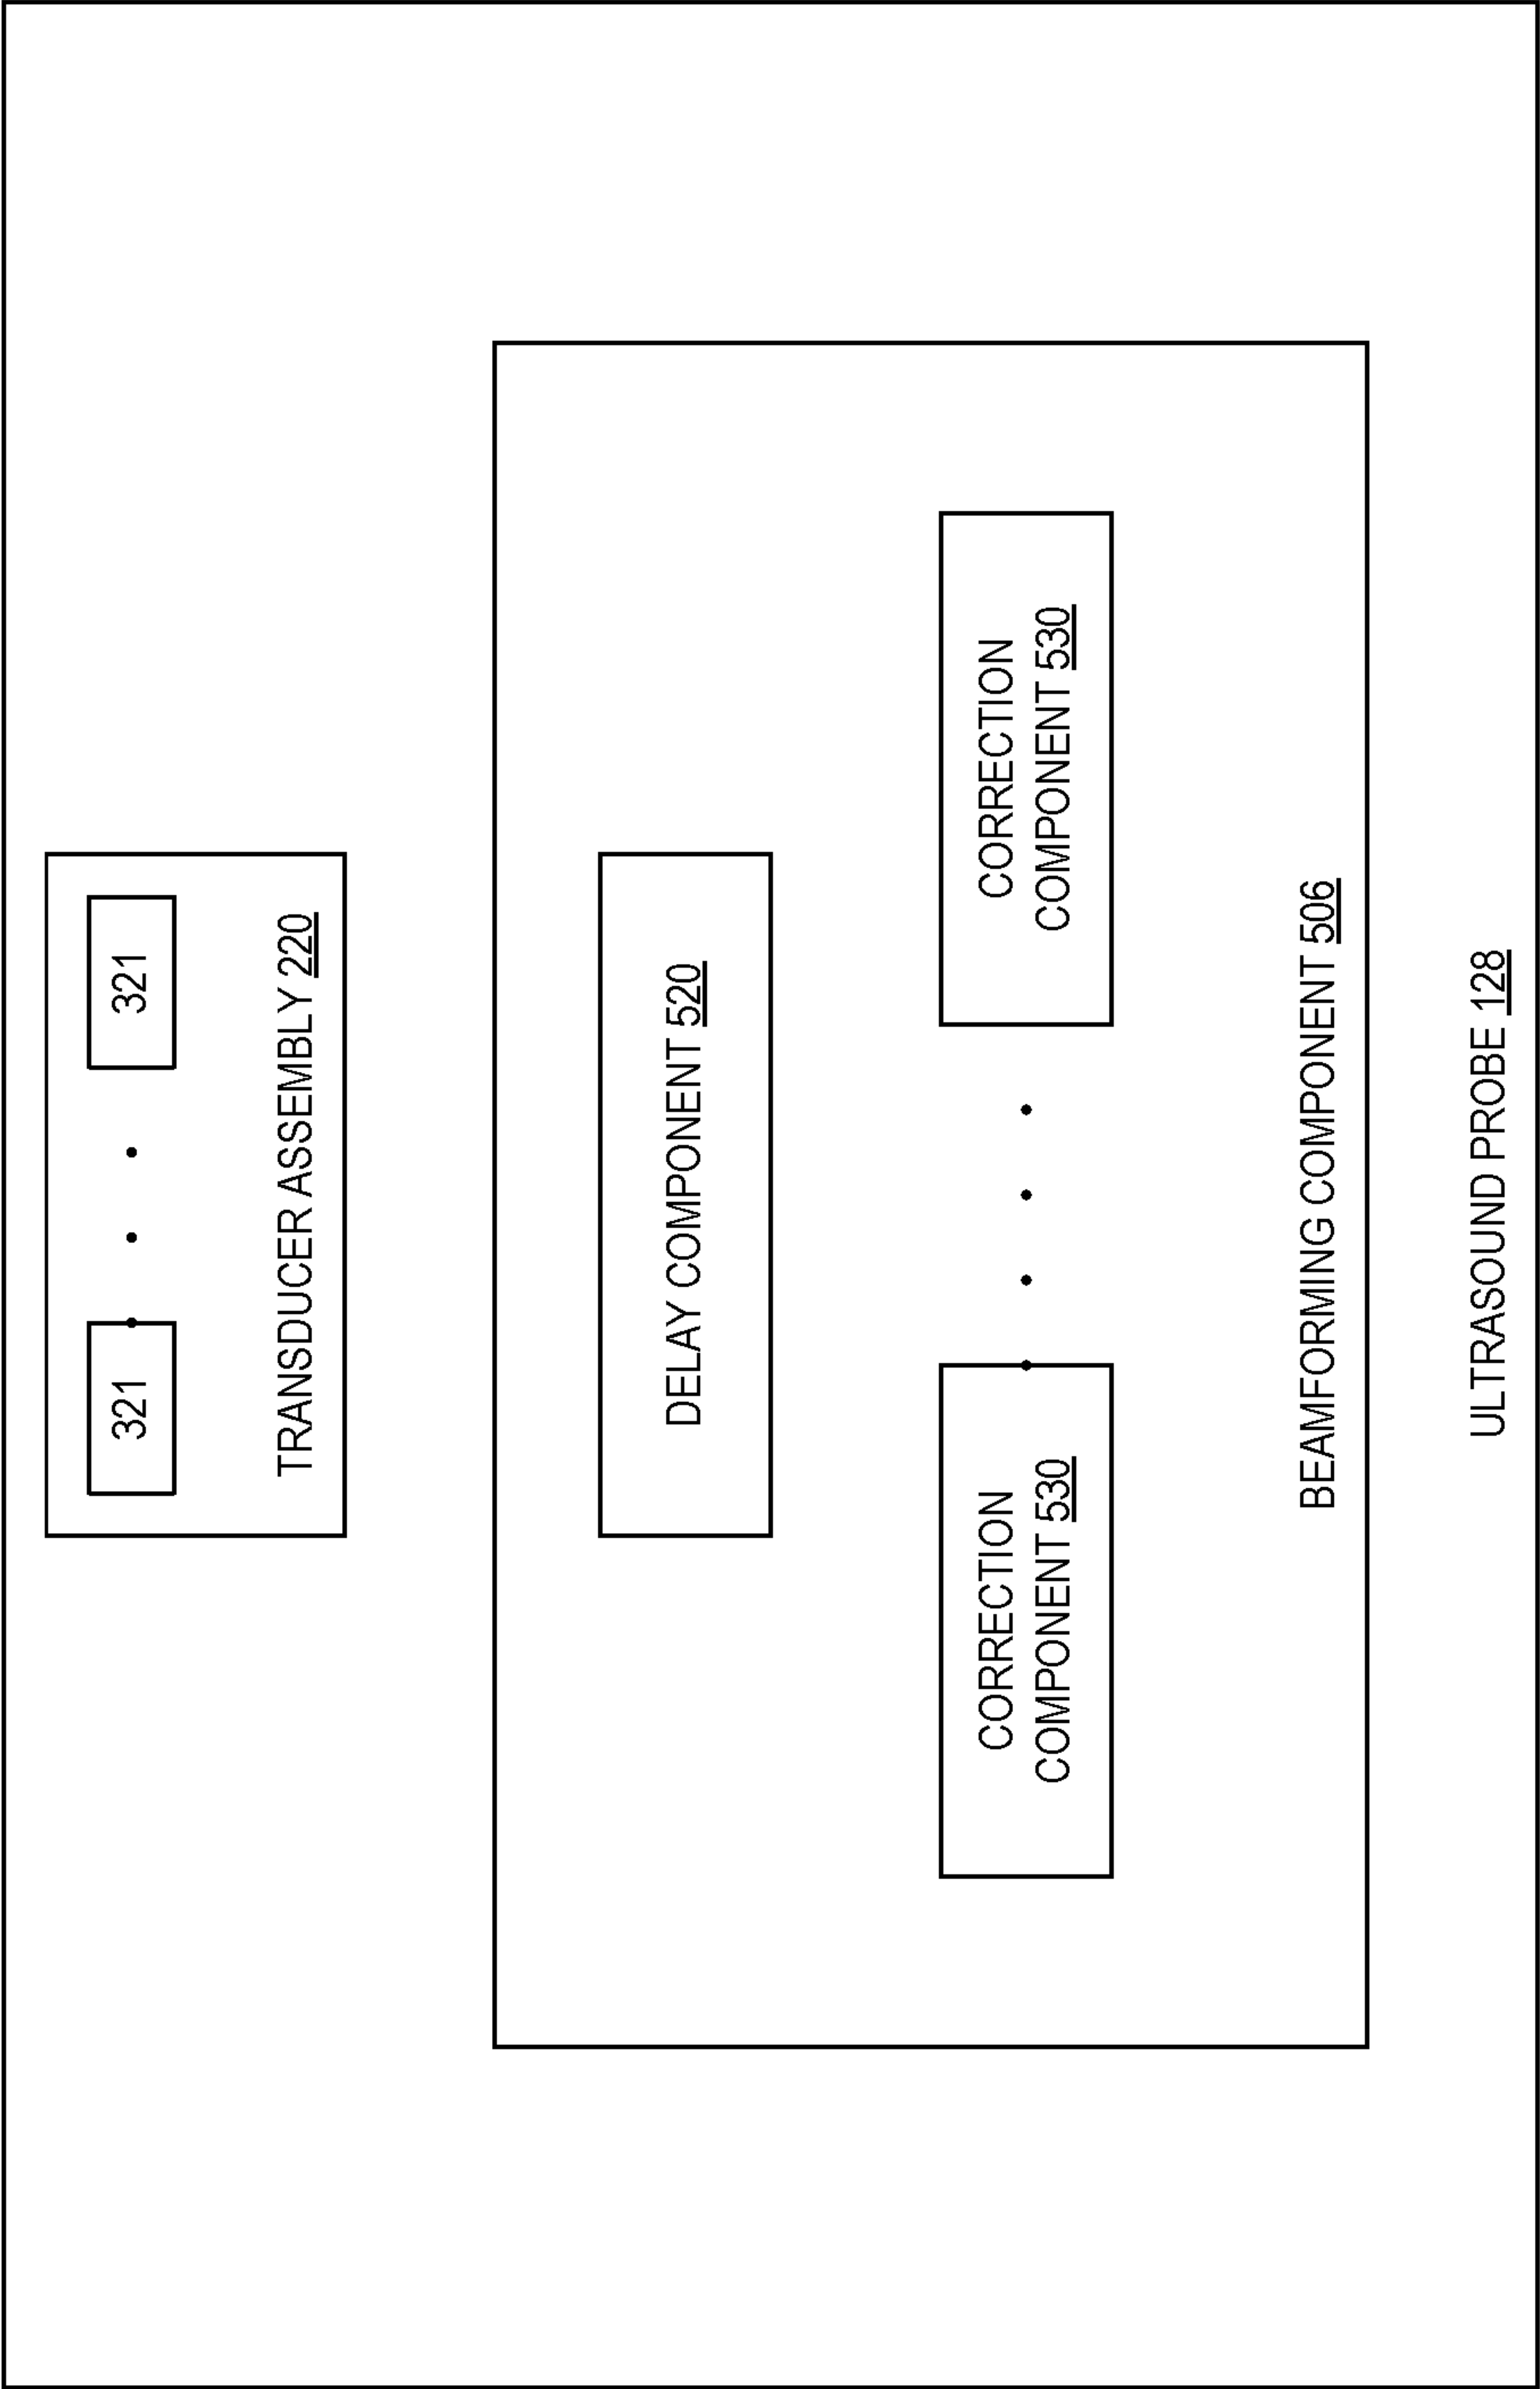 321
321
TRANSDUCER ASSEMBLY 220
DELAY COMPONENT 520
CORRECTION
COMPONENT 530
CORRECTION
COMPONENT 530
BEAMFORMING COMPONENT 506
ULTRASOUND PROBE 128